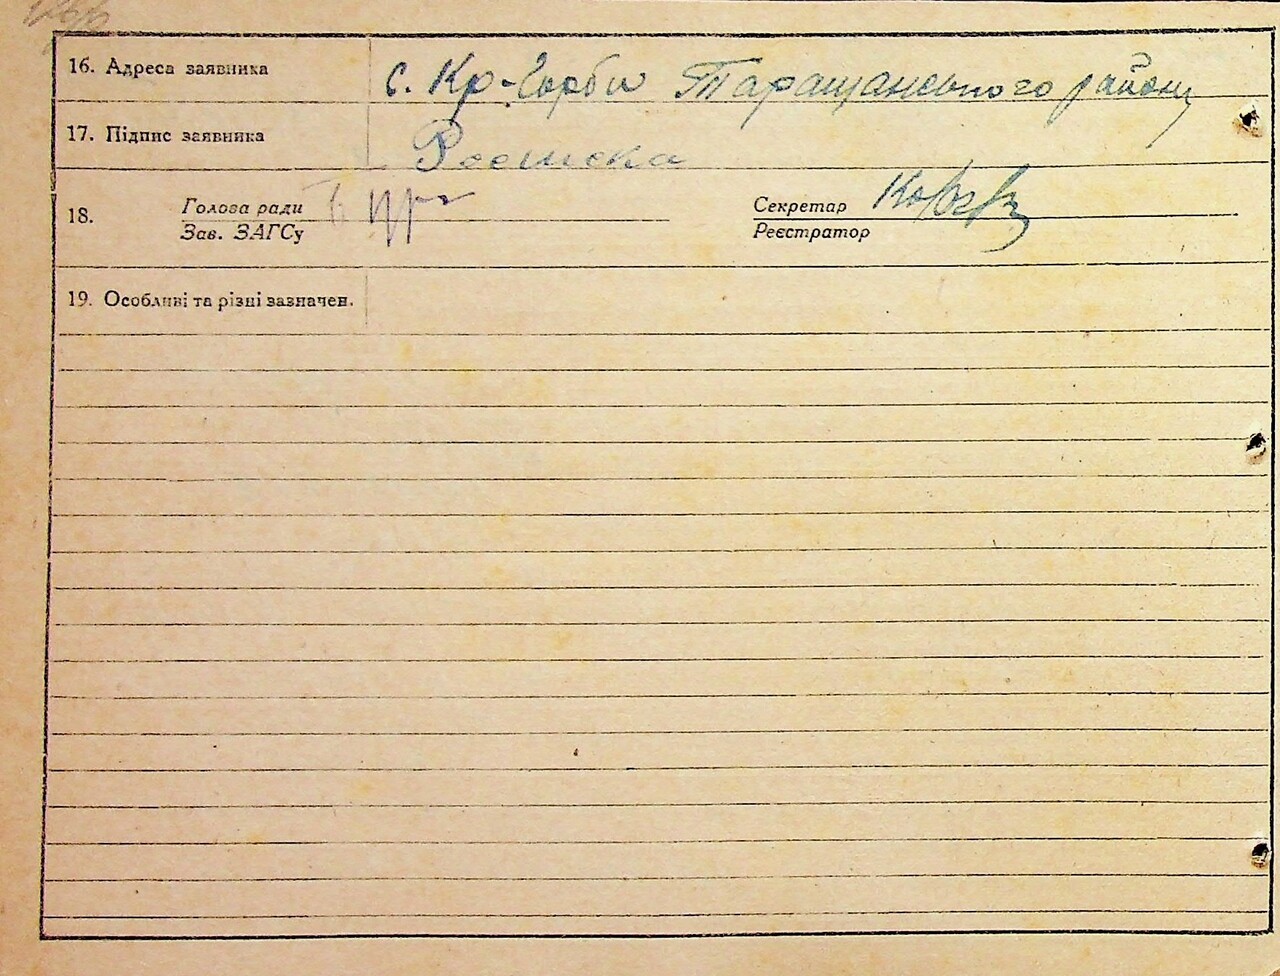 16. Адреса заявника с. Кр-Горби Таращанського району
17. Підпис заявника
18. Голова ради Секретар
Зав. ЗАГСу Реєстратор
19. Особливі та різні зазначен.